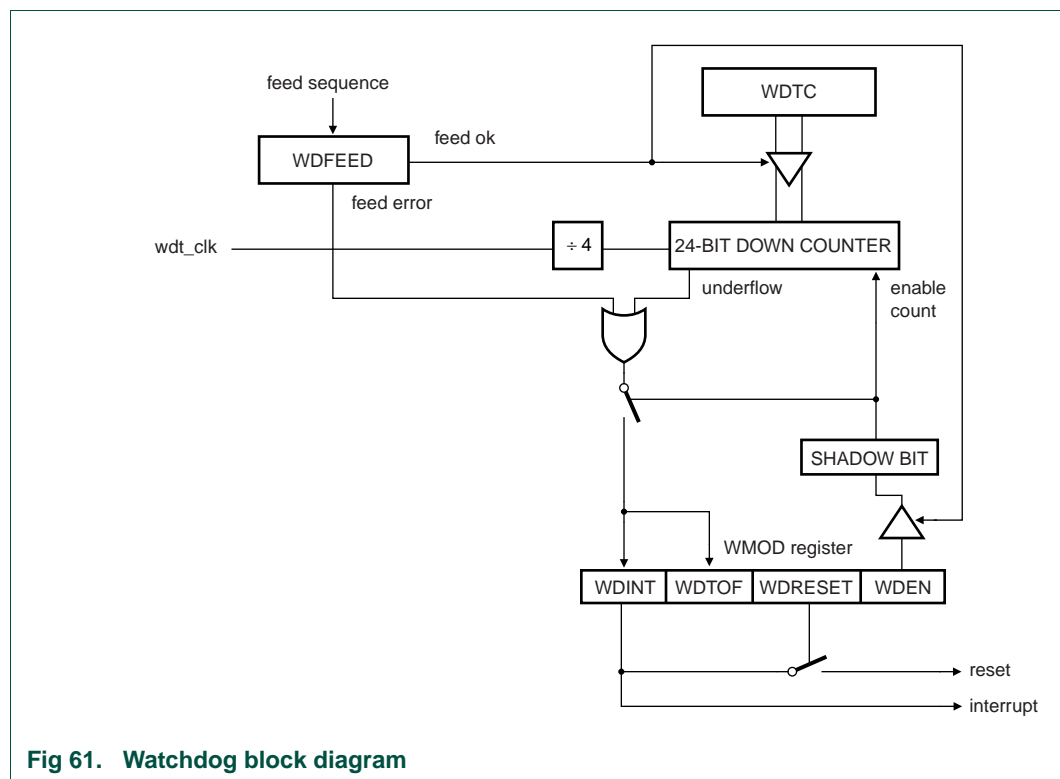 feed sequence
WDTC
feed ok
WDFEED
feed error
wdt_clk
÷ 4
24-BIT DOWN COUNTER
underflow
enable
count
SHADOW BIT
WMOD register
WDINT
WDTOF
WDRESET
WDEN
reset
interrupt
Fig 61. Watchdog block diagram